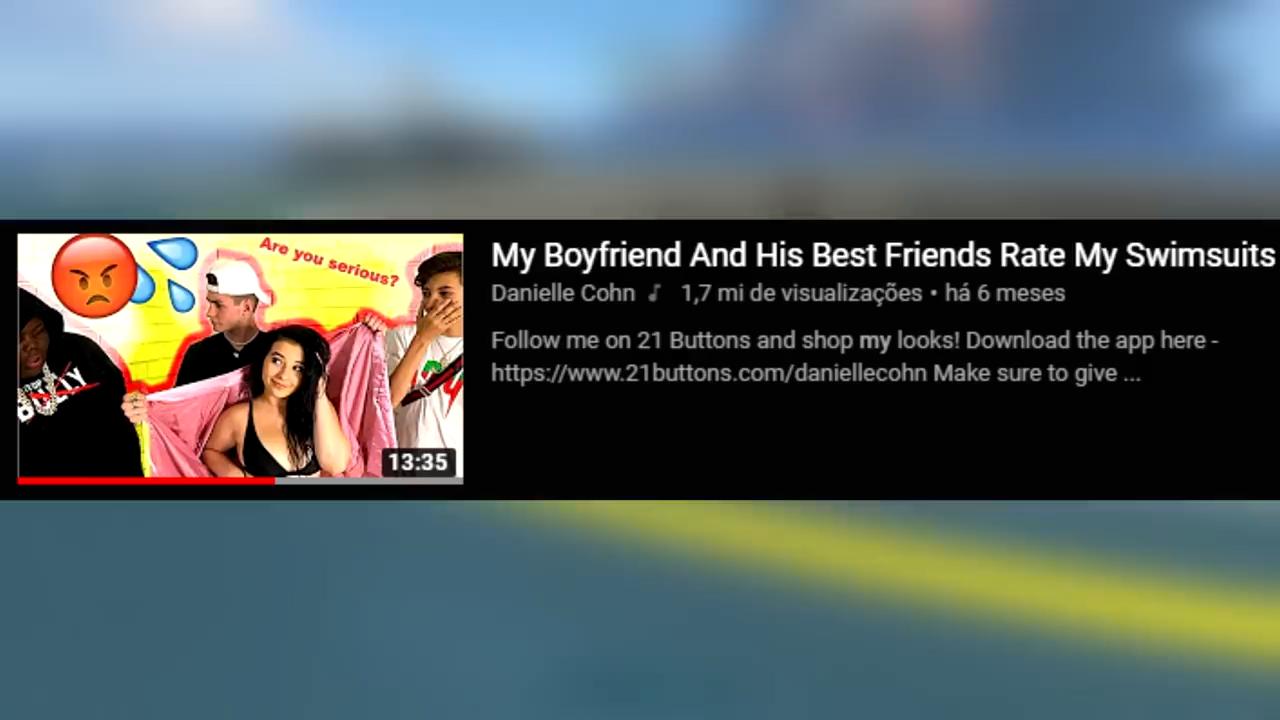 Are you serious?
13:35
My Boyfriend And His Best Friends Rate My Swimsuits
Danielle Cohn 1,7 mi de visualizações • há 6 meses
Follow me on 21 Buttons and shop my looks! Download the app here -
https://www.21buttons.com/daniellecohn Make sure to give ...